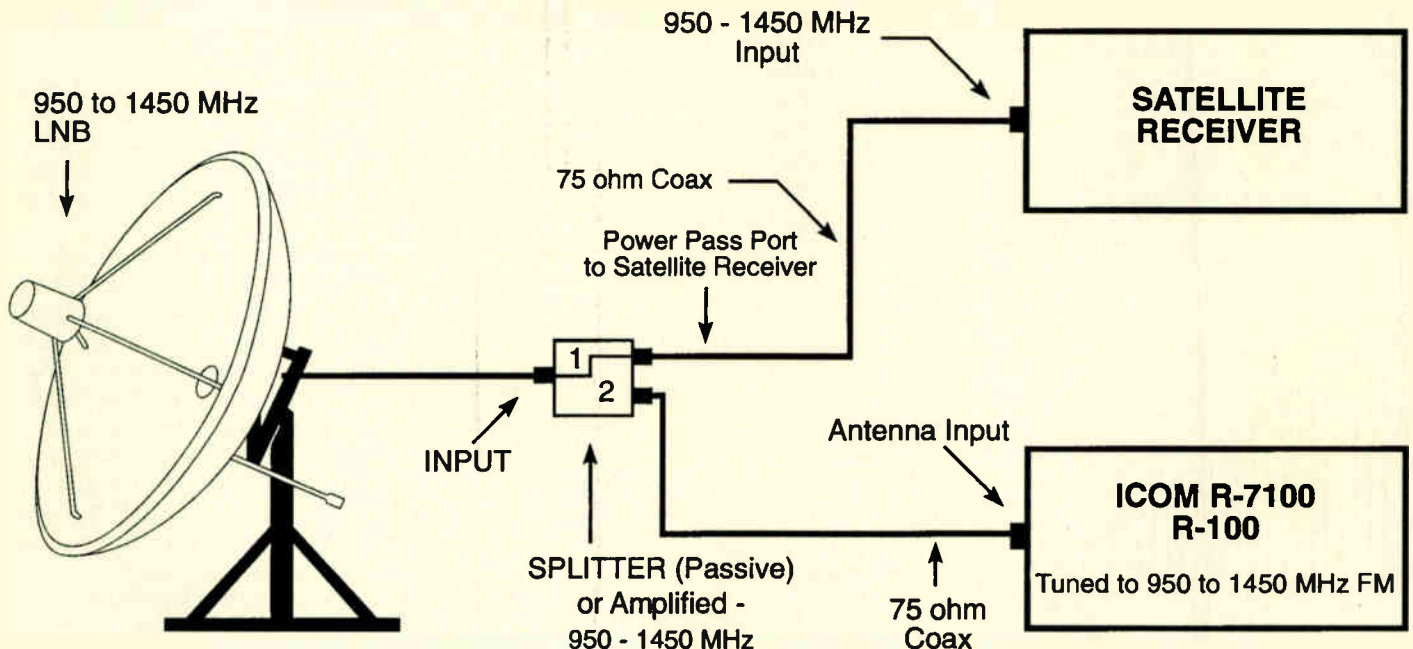 950 to 1450 MHz
LNB
950 - 1450 MHz
Input
SATELLITE
RECEIVER
75 ohm Coax
Power Pass Port
to Satellite Receiver
1
2
INPUT
SPLITTER (Passive)
or Amplified -
950 - 1450 MHz
Antenna Input
75 ohm
Coax
ICOM R-7100
R-100
Tuned to 950 to 1450 MHz FM